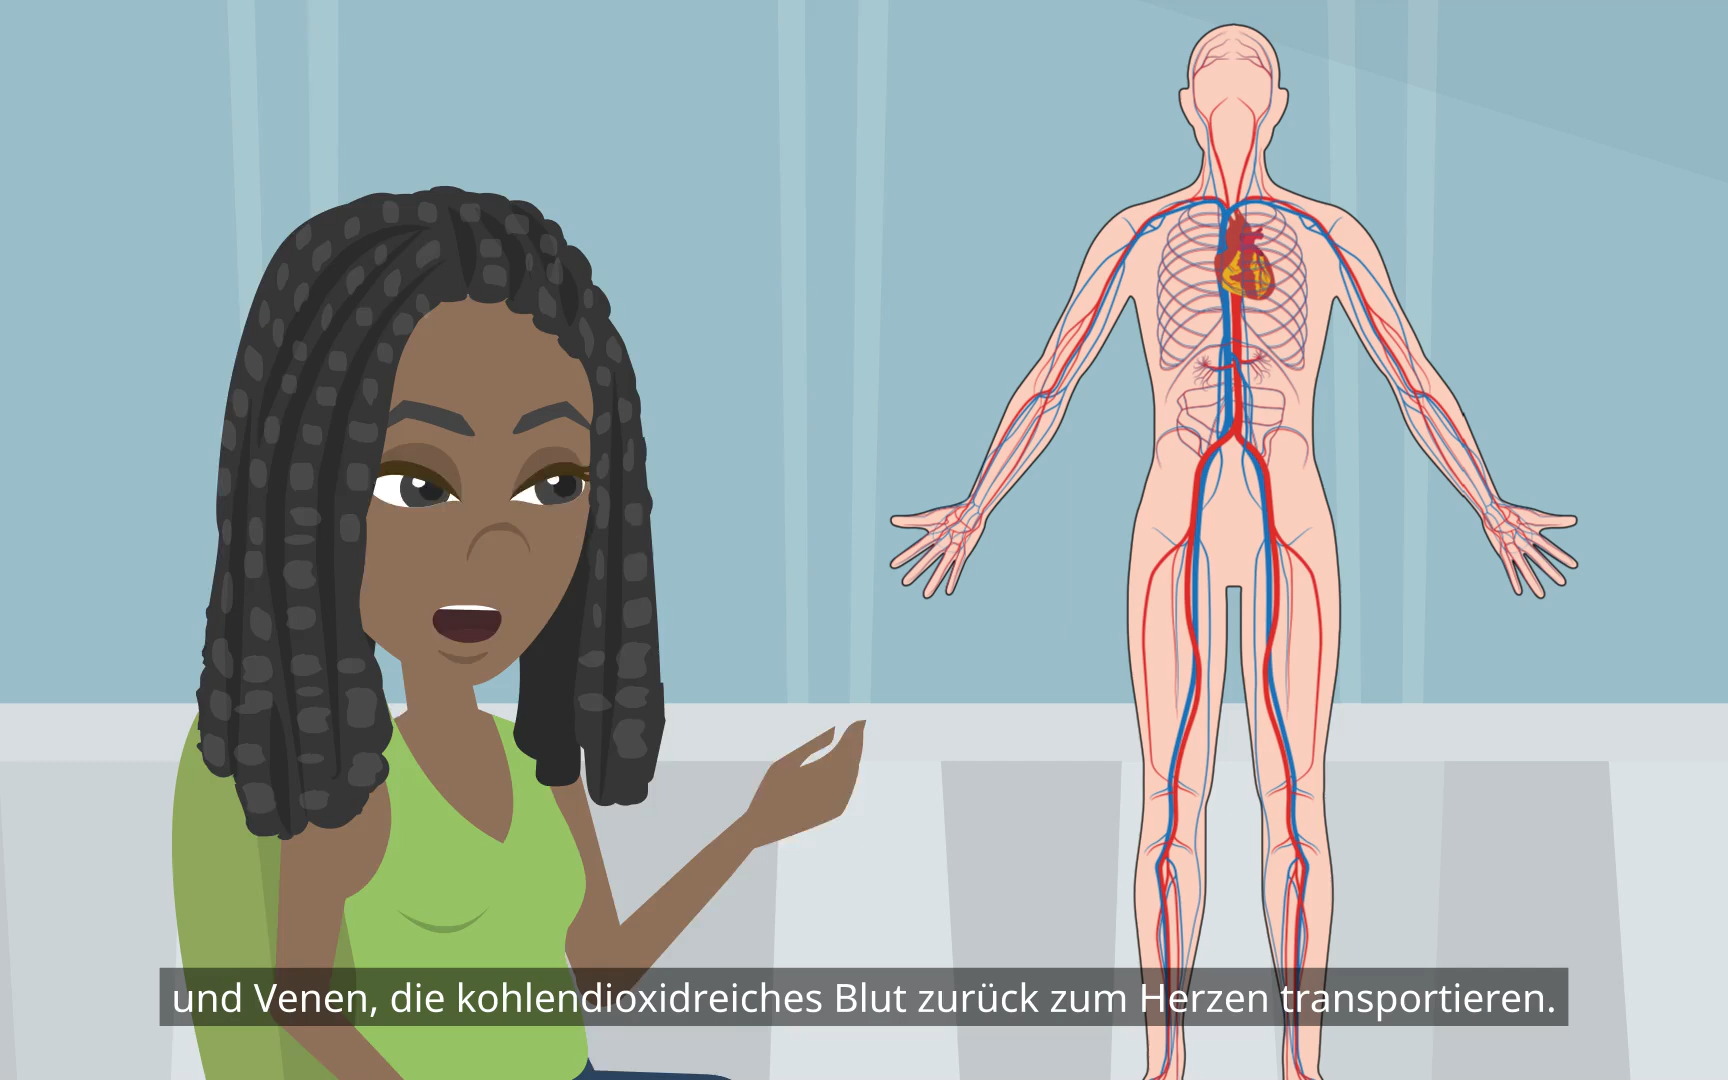 und Venen, die kohlendioxidreiches Blut zurück zum Herzen transportieren.